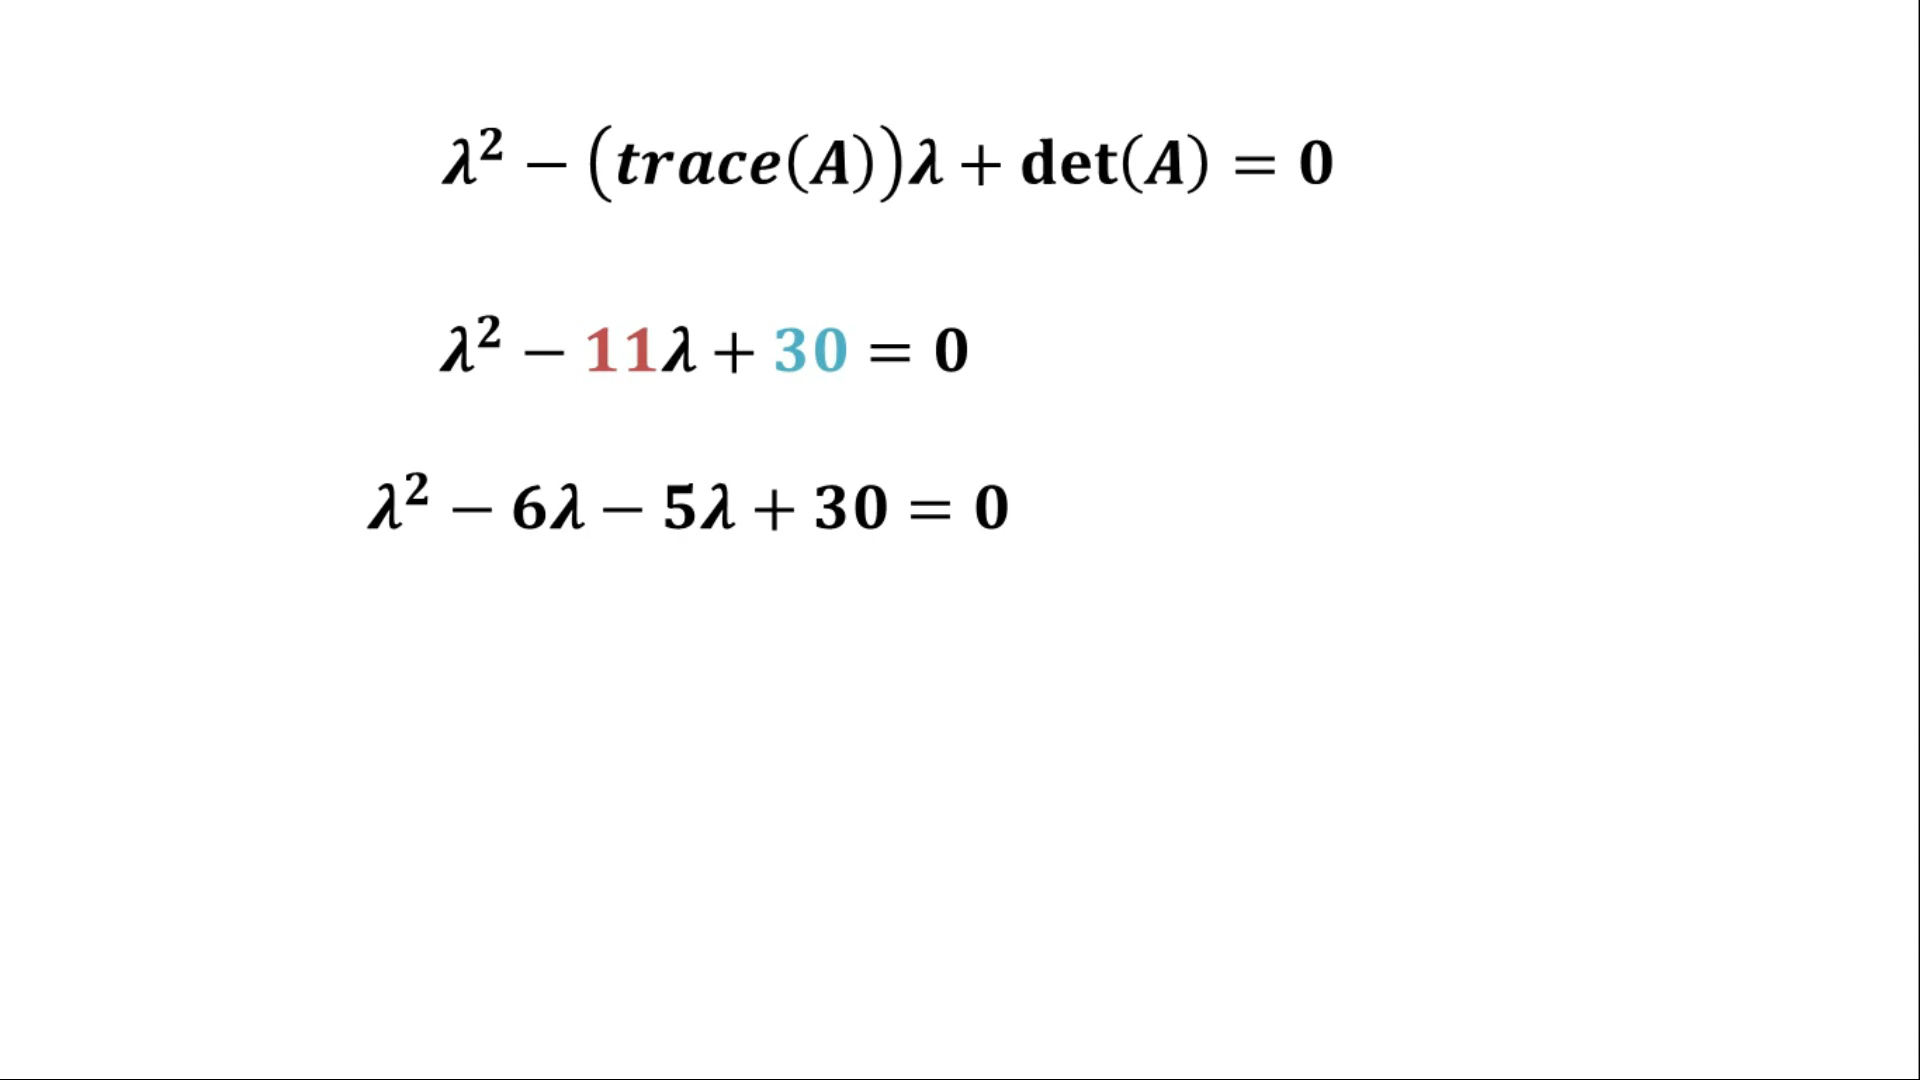 λ² − (trace(A))λ + det(A) = 0
λ² − 11λ + 30 = 0
λ² − 6λ − 5λ + 30 = 0